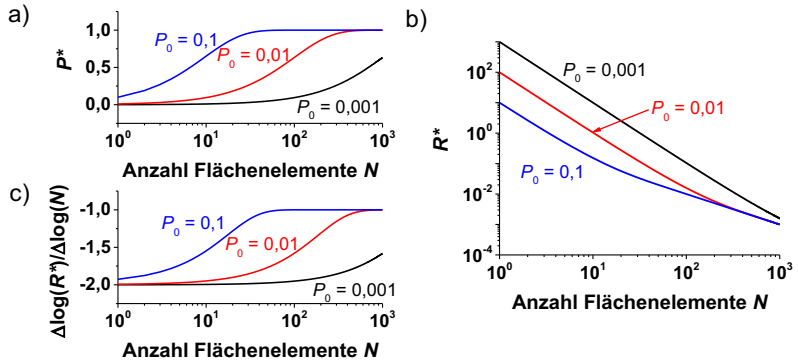 a)
1,0
0,5
0,0
P*
P₀ = 0,1
P₀ = 0,01
P₀ = 0,001
10⁰
10¹
10²
10³
Anzahl Flächenelemente N
b)
10²
10⁰
10⁻²
10⁻⁴
R*
P₀ = 0,001
P₀ = 0,01
P₀ = 0,1
10⁰
10¹
10²
10³
Anzahl Flächenelemente N
c)
-1,0
-1,5
-2,0
Δlog(R*)/Δlog(N)
P₀ = 0,1
P₀ = 0,01
P₀ = 0,001
10⁰
10¹
10²
10³
Anzahl Flächenelemente N